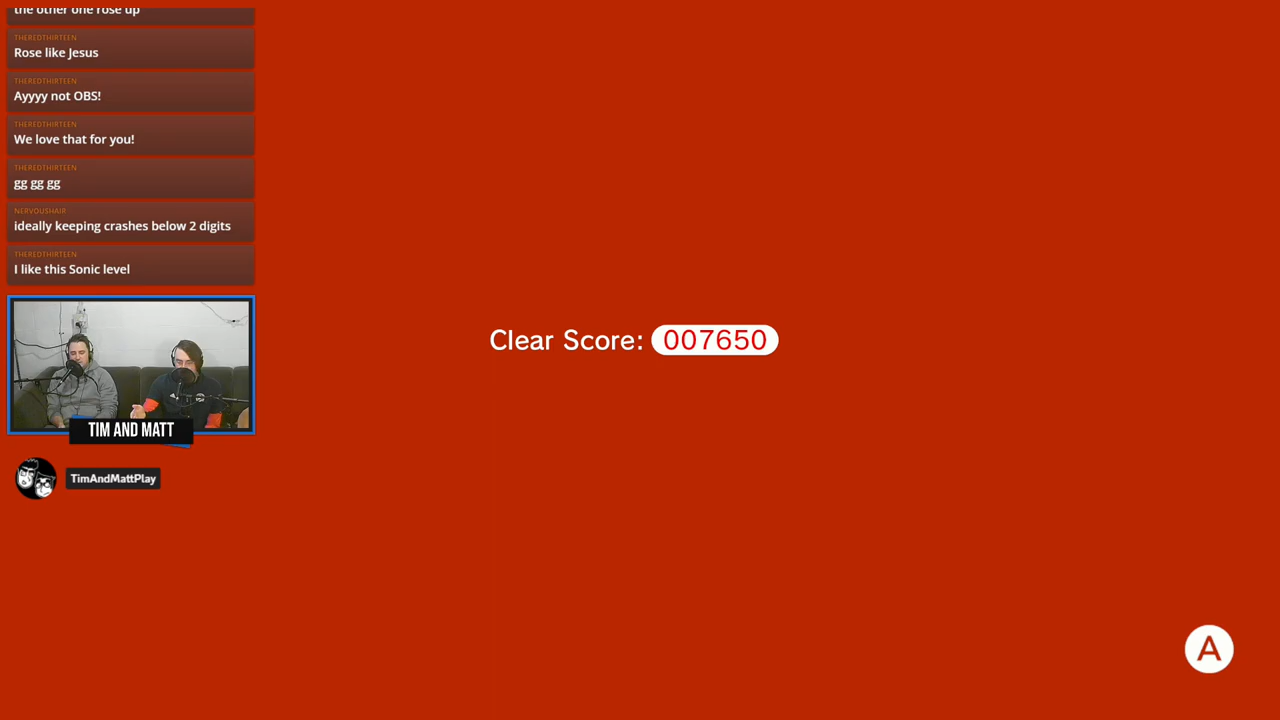 the other one rose up
THEREDTHIRTEEN
Rose like Jesus
THEREDTHIRTEEN
Ayyyy not OBS!
THEREDTHIRTEEN
We love that for you!
THEREDTHIRTEEN
gg gg gg
NERVOUSHAIR
ideally keeping crashes below 2 digits
THEREDTHIRTEEN
I like this Sonic level
TIM AND MATT
TimAndMattPlay
Clear Score: 007650
A